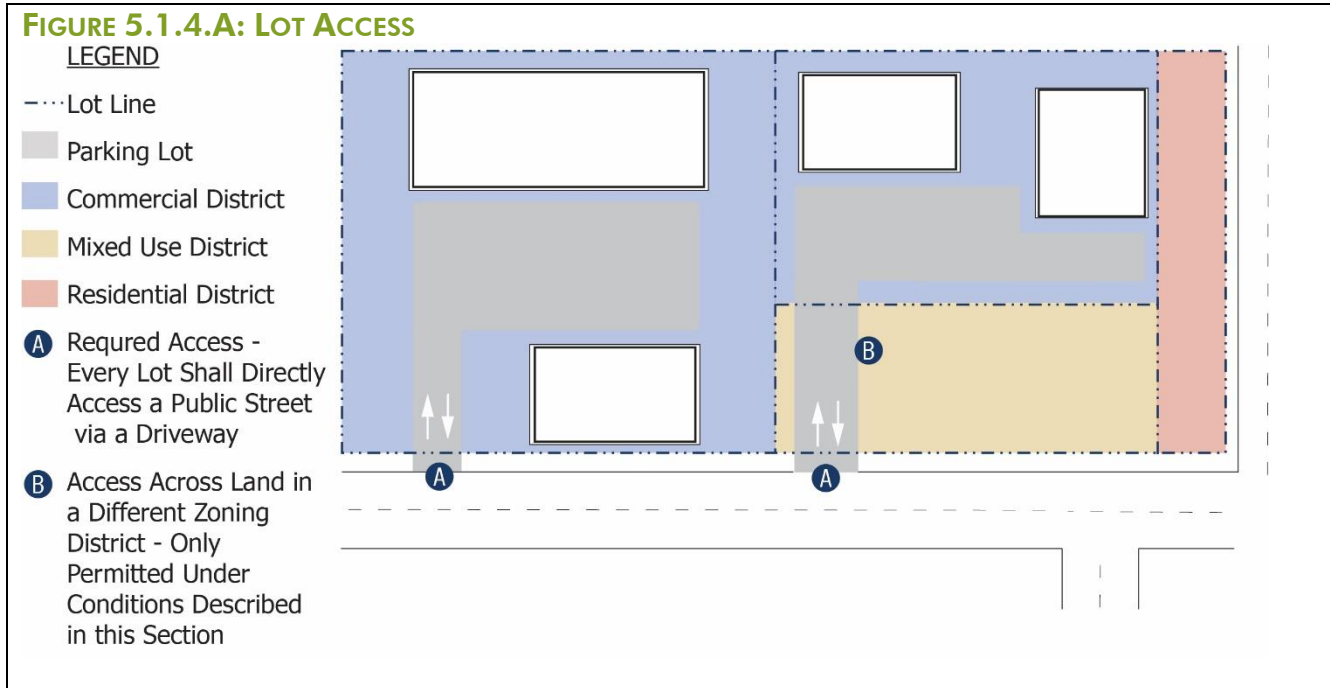 FIGURE 5.1.4.A: LOT ACCESS
LEGEND
Lot Line
Parking Lot
Commercial District
Mixed Use District
Residential District
A Requred Access -
Every Lot Shall Directly
Access a Public Street
via a Driveway
B Access Across Land in
a Different Zoning
District - Only
Permitted Under
Conditions Described
in this Section
B
A
A